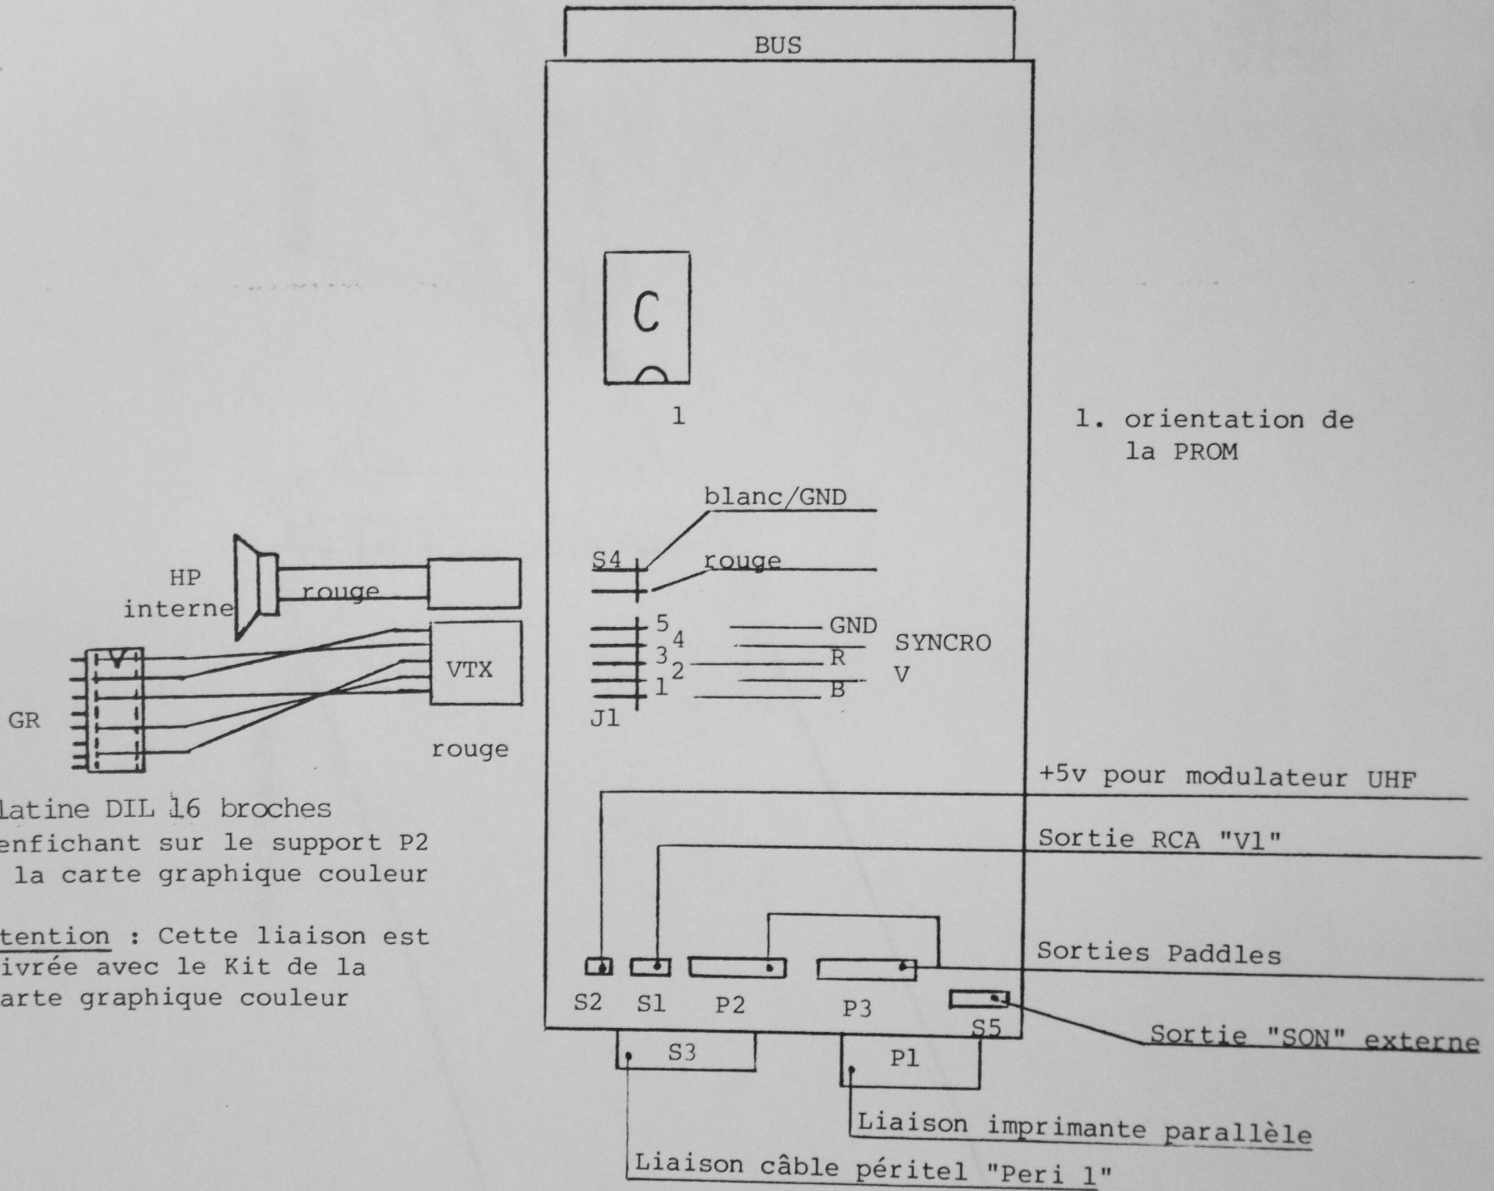 BUS
C
1
1. orientation de
la PROM
blanc/GND
S4
rouge
HP
interne
rouge
5
GND
4
SYNCRO
3
R
2
V
1
B
J1
VTX
GR
rouge
+5v pour modulateur UHF
latine DIL 16 broches
Sortie RCA "V1"
enfichant sur le support P2
la carte graphique couleur
tention : Cette liaison est
ivrée avec le Kit de la
arte graphique couleur
Sorties Paddles
S2
S1
P2
P3
S5
Sortie "SON" externe
S3
P1
Liaison imprimante parallèle
Liaison câble péritel "Peri 1"